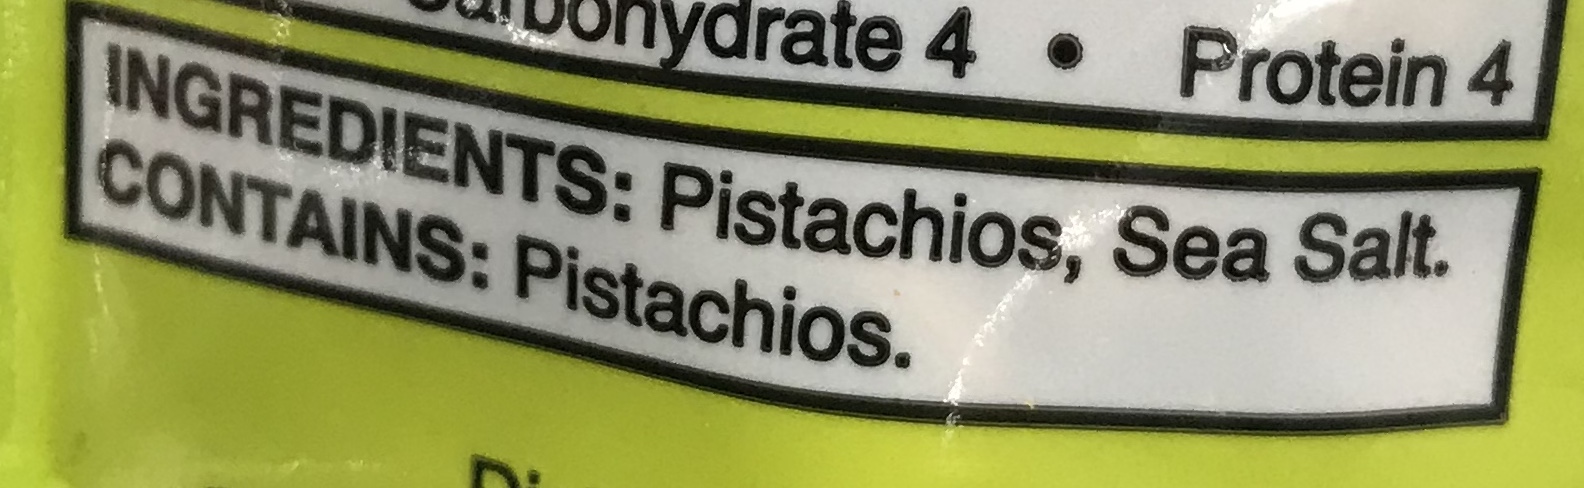 Carbohydrate 4 • Protein 4
INGREDIENTS: Pistachios, Sea Salt.
CONTAINS: Pistachios.